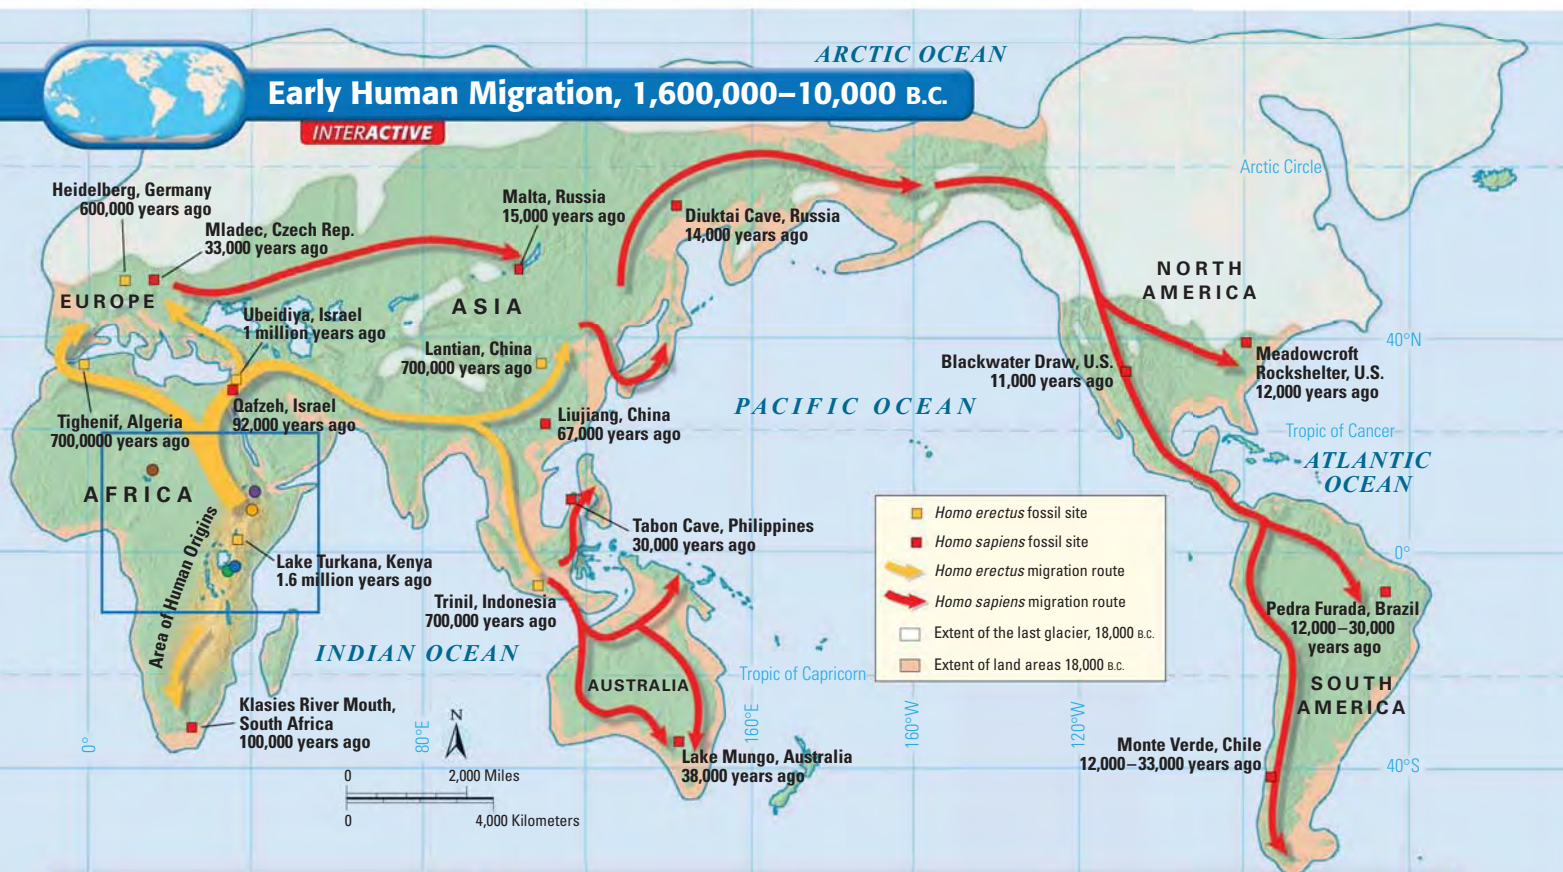 ARCTIC OCEAN
Early Human Migration, 1,600,000–10,000 B.C.
INTERACTIVE
Arctic Circle
Heidelberg, Germany
600,000 years ago
Mladec, Czech Rep.
33,000 years ago
Malta, Russia
15,000 years ago
Diuktai Cave, Russia
14,000 years ago
NORTH
AMERICA
EUROPE
ASIA
Ubeidiya, Israel
1 million years ago
Lantian, China
700,000 years ago
40°N
Blackwater Draw, U.S.
11,000 years ago
Meadowcroft
Rockshelter, U.S.
12,000 years ago
Qafzeh, Israel
92,000 years ago
Tighenif, Algeria
700,0000 years ago
Liujiang, China
67,000 years ago
PACIFIC OCEAN
Tropic of Cancer
ATLANTIC
OCEAN
AFRICA
Area of Human Origins
Tabon Cave, Philippines
30,000 years ago
Lake Turkana, Kenya
1.6 million years ago
Trinil, Indonesia
700,000 years ago
Homo erectus fossil site
Homo sapiens fossil site
Homo erectus migration route
Homo sapiens migration route
Extent of the last glacier, 18,000 B.C.
Extent of land areas 18,000 B.C.
0°
Pedra Furada, Brazil
12,000–30,000
years ago
INDIAN OCEAN
Tropic of Capricorn
AUSTRALIA
SOUTH
AMERICA
Klasies River Mouth,
South Africa
100,000 years ago
0°
80°E
N
160°E
160°W
120°W
Lake Mungo, Australia
38,000 years ago
Monte Verde, Chile
12,000–33,000 years ago
40°S
0 2,000 Miles
0 4,000 Kilometers